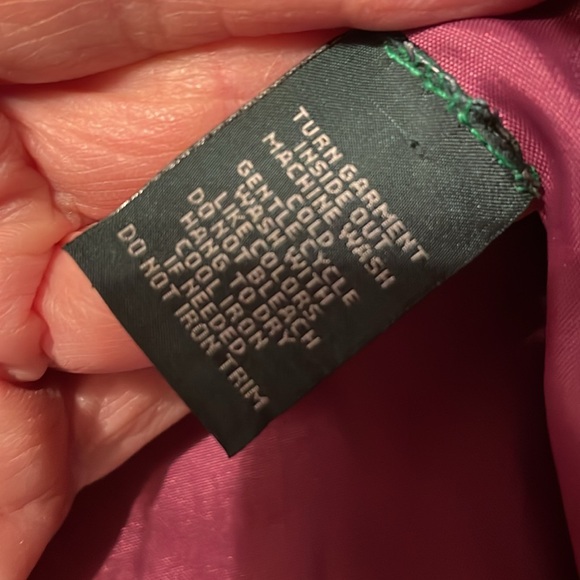 TURN GARMENT
INSIDE OUT
MACHINE WASH
COLD
GENTLE CYCLE
WASH WITH
LIKE COLORS
DO NOT BLEACH
HANG TO DRY
COOL IRON
IF NEEDED
DO NOT IRON TRIM